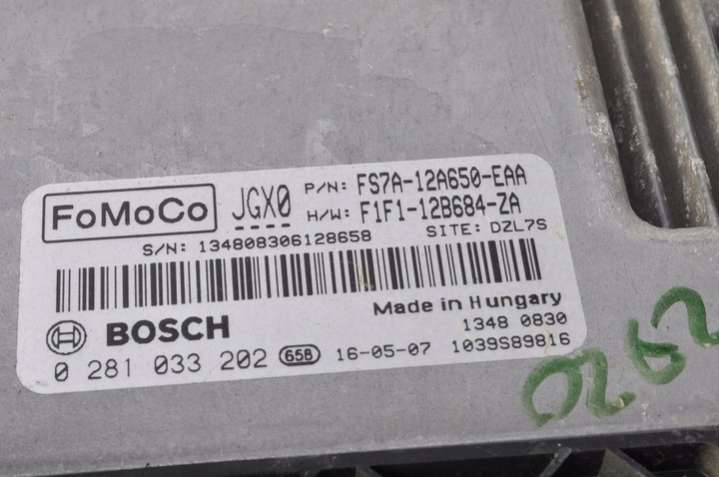 FoMoCo JGX0 P/N: FS7A-12A650-EAA
H/W: F1F1-12B684-ZA
S/N: 134808306128658 SITE: DZL7S
Made in Hungary
BOSCH 1348 0830
0 281 033 202 65B 16-05-07 1039S89816